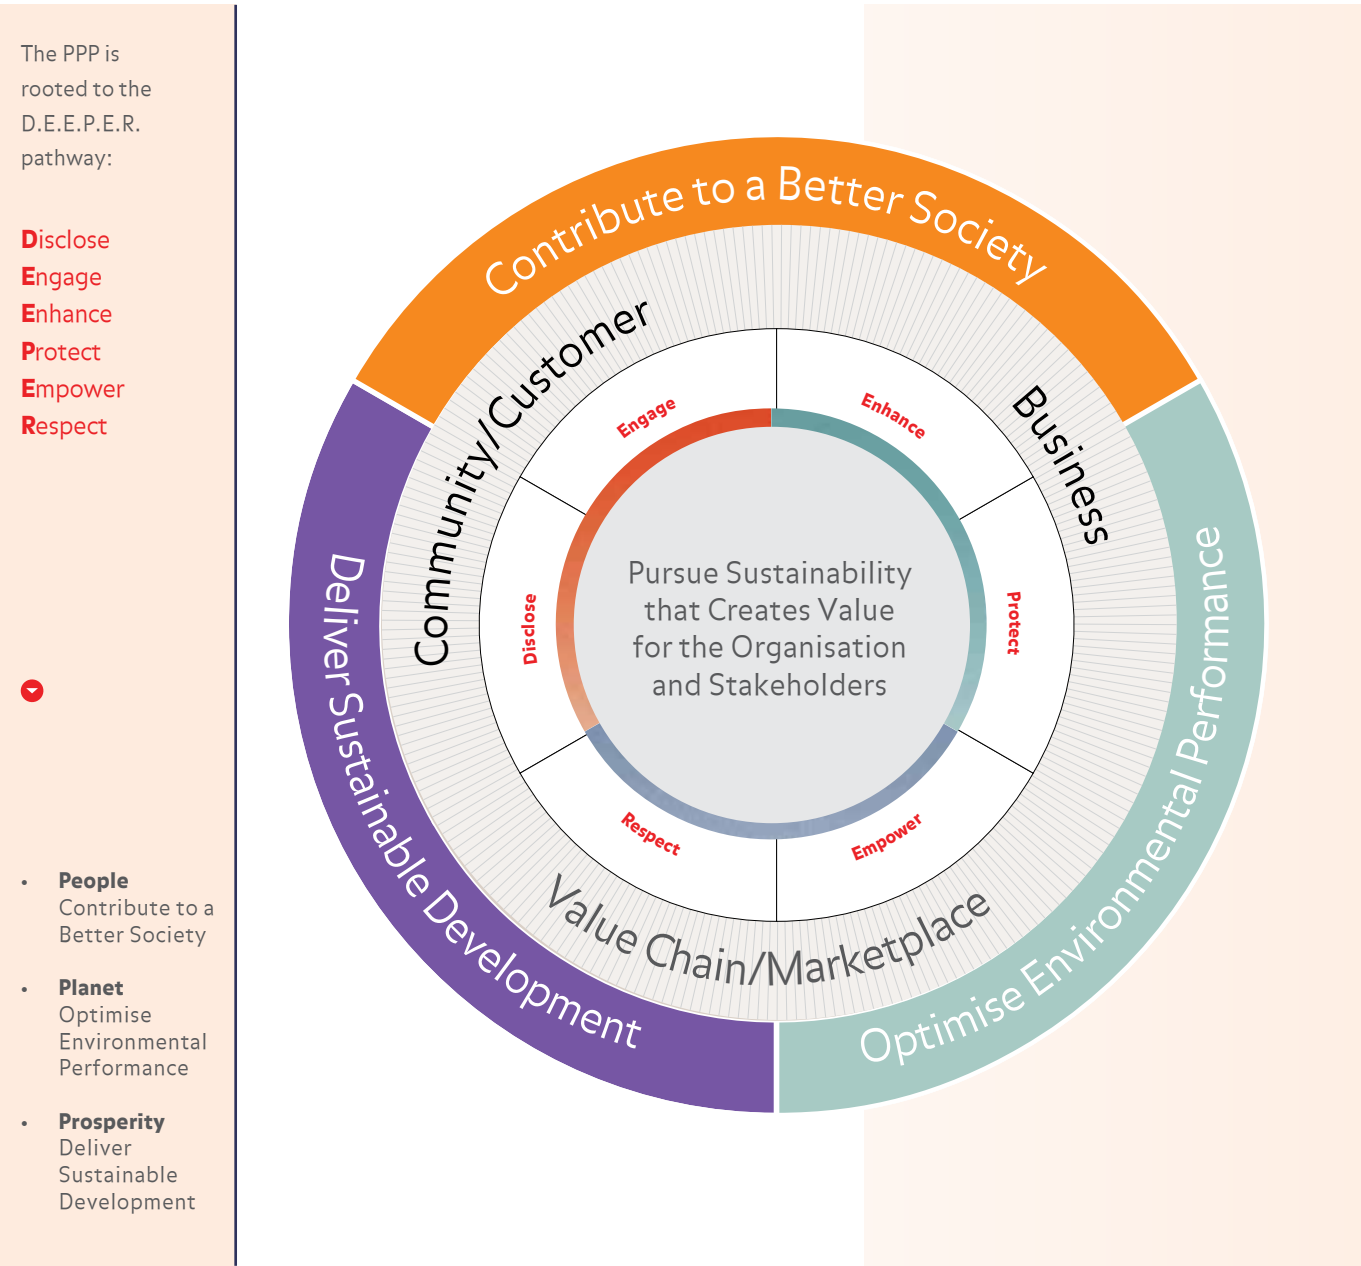 The PPP is
rooted to the
D.E.E.P.E.R.
pathway:
Disclose
Engage
Enhance
Protect
Empower
Respect
• People
Contribute to a
Better Society
• Planet
Optimise
Environmental
Performance
• Prosperity
Deliver
Sustainable
Development
Contribute to a Better Society
Community/Customer
Business
Engage
Enhance
Disclose
Protect
Respect
Empower
Pursue Sustainability
that Creates Value
for the Organisation
and Stakeholders
Value Chain/Marketplace
Deliver Sustainable Development
Optimise Environmental Performance